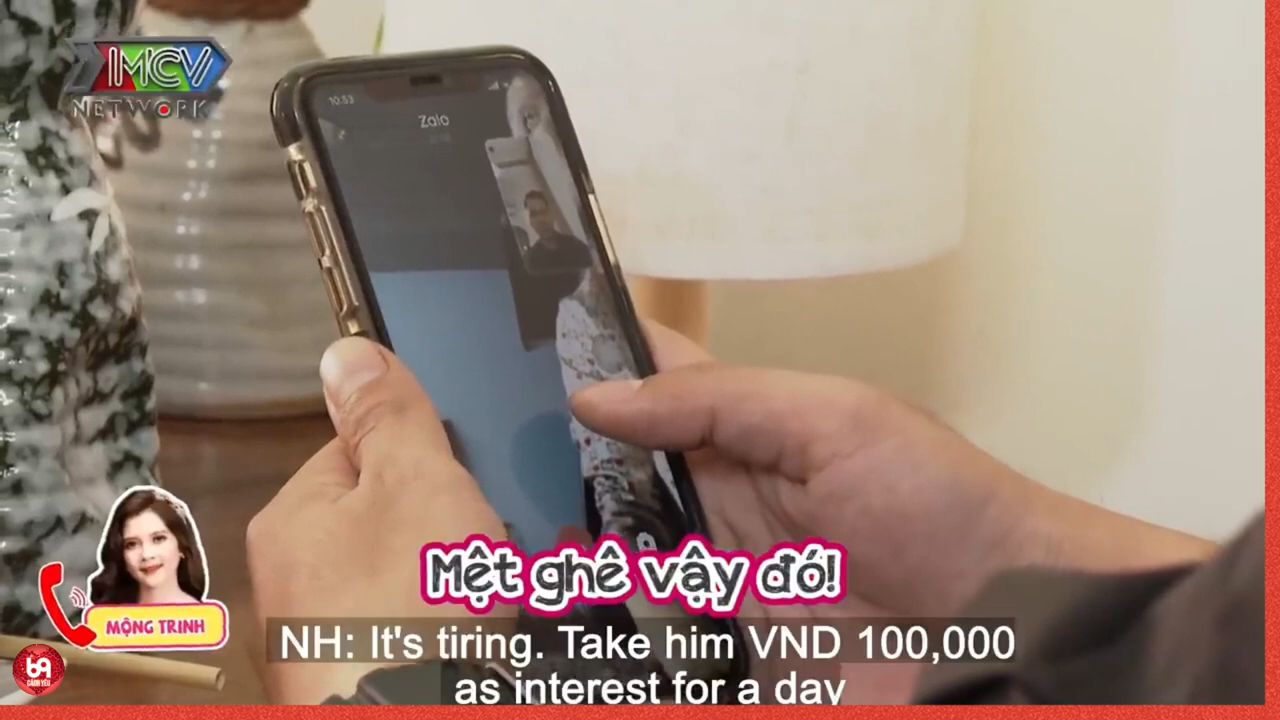 MCV
NETWORK
10:53
Zalo
MỘNG TRINH
Mệt ghê vậy đó!
NH: It's tiring. Take him VND 100,000
as interest for a day